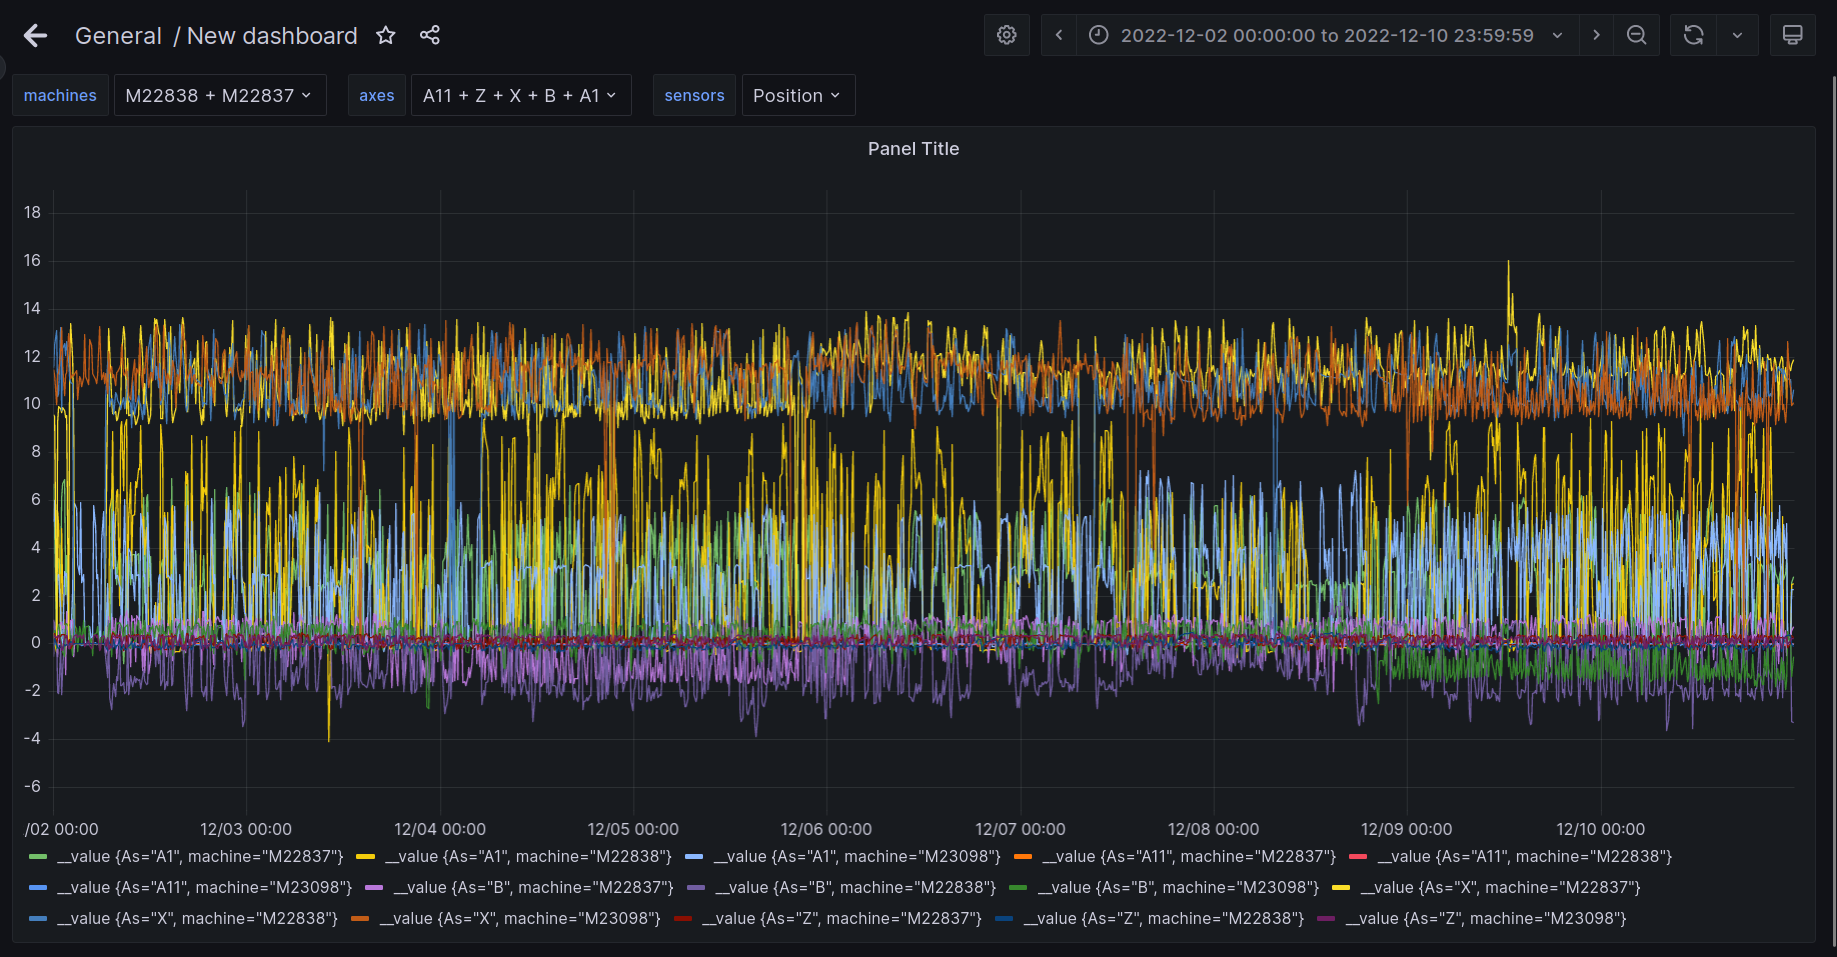 General / New dashboard
2022-12-02 00:00:00 to 2022-12-10 23:59:59
machines M22838 + M22837 axes A11 + Z + X + B + A1 sensors Position
Panel Title
18
16
14
12
10
8
6
4
2
0
-2
-4
-6
/02 00:00 12/03 00:00 12/04 00:00 12/05 00:00 12/06 00:00 12/07 00:00 12/08 00:00 12/09 00:00 12/10 00:00
__value {As="A1", machine="M22837"} __value {As="A1", machine="M22838"} __value {As="A1", machine="M23098"} __value {As="A11", machine="M22837"} __value {As="A11", machine="M22838"}
__value {As="A11", machine="M23098"} __value {As="B", machine="M22837"} __value {As="B", machine="M22838"} __value {As="B", machine="M23098"} __value {As="X", machine="M22837"}
__value {As="X", machine="M22838"} __value {As="X", machine="M23098"} __value {As="Z", machine="M22837"} __value {As="Z", machine="M22838"} __value {As="Z", machine="M23098"}